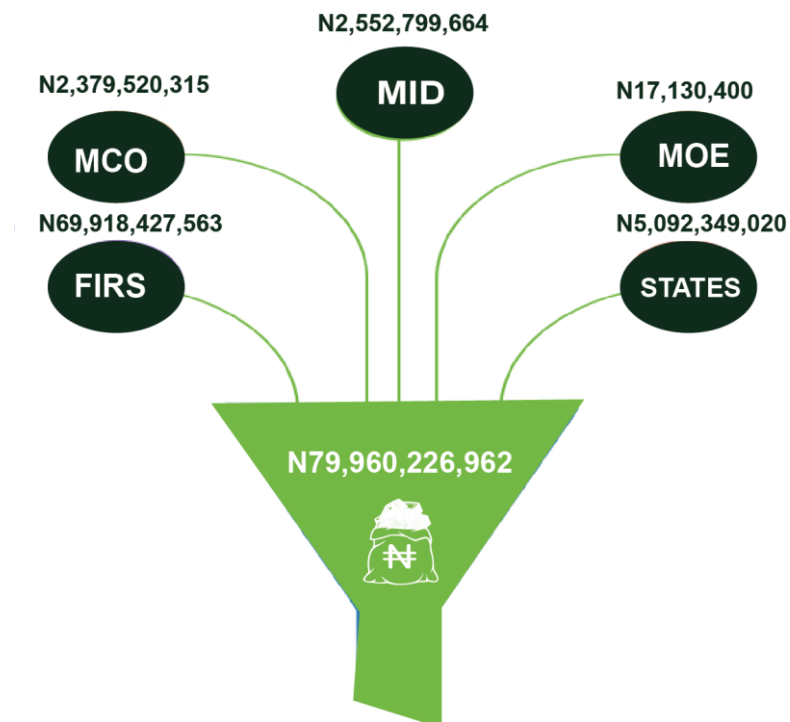 N2,552,799,664
MID
N2,379,520,315
MCO
N17,130,400
MOE
N69,918,427,563
FIRS
N5,092,349,020
STATES
N79,960,226,962
₦